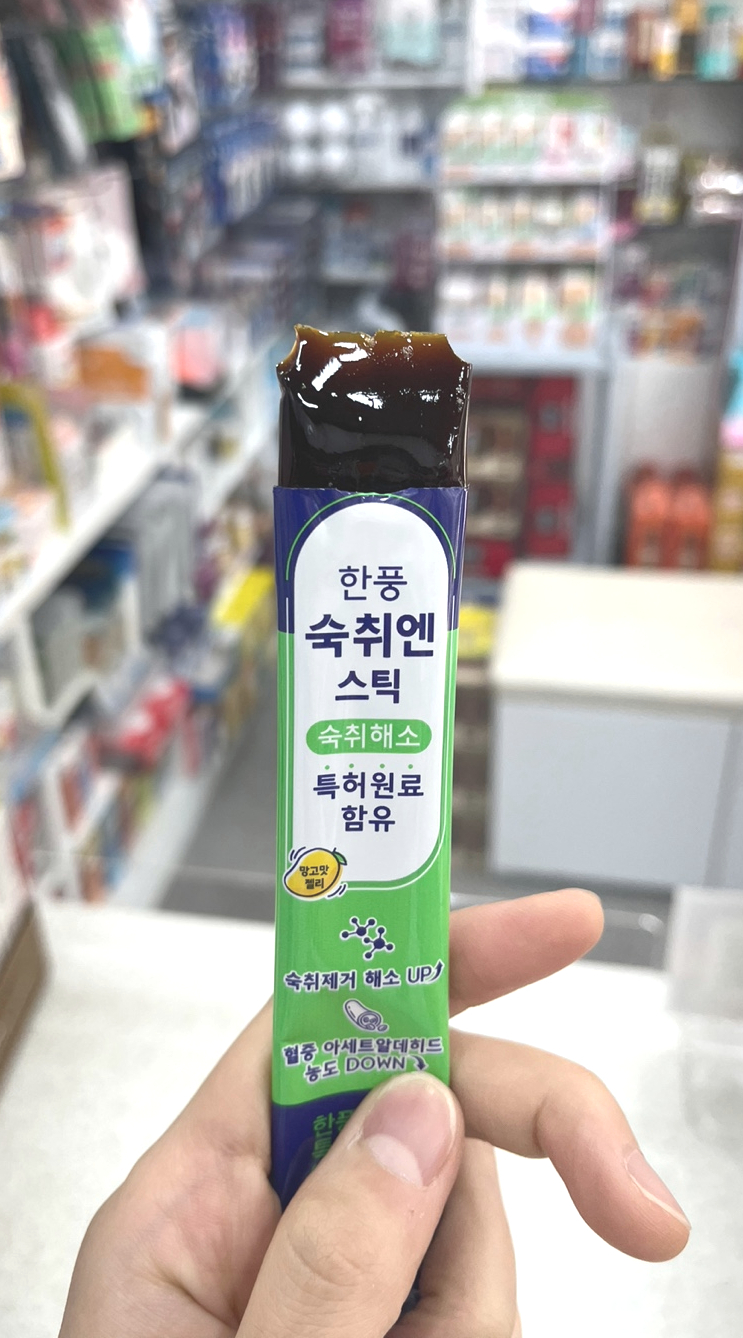 한풍
숙취엔
스틱
숙취해소
특허원료
함유
망고맛
젤리
숙취제거 해소 UP
혈중 아세트알데히드
농도 DOWN